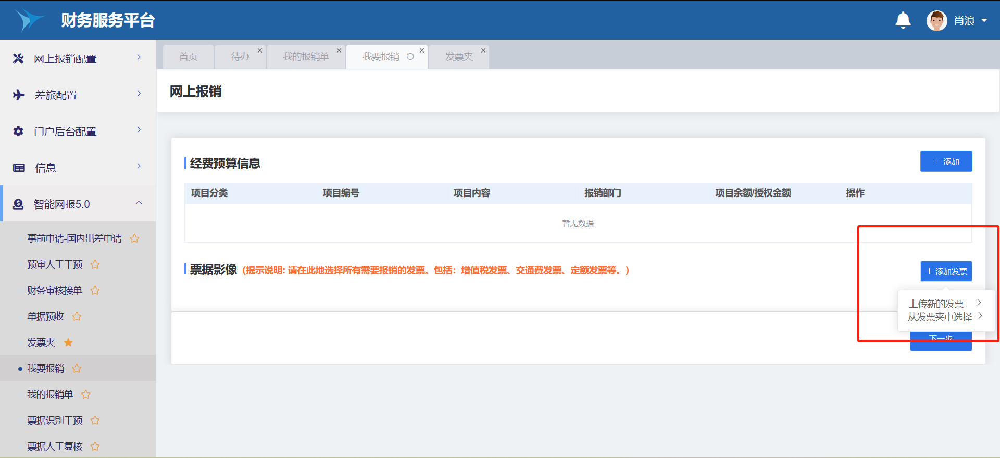 财务服务平台
肖浪
网上报销配置
差旅配置
门户后台配置
信息
智能网报5.0
事前申请-国内出差申请
预审人工干预
财务审核接单
单据预收
发票夹
我要报销
我的报销单
票据识别干预
票据人工复核
首页
待办
我的报销单
我要报销
发票夹
网上报销
经费预算信息
添加
项目分类 项目编号 项目内容 报销部门 项目余额/授权金额 操作
暂无数据
票据影像 (提示说明: 请在此地选择所有需要报销的发票。包括：增值税发票、交通费发票、定额发票等。)
添加发票
上传新的发票
从发票夹中选择
下一步